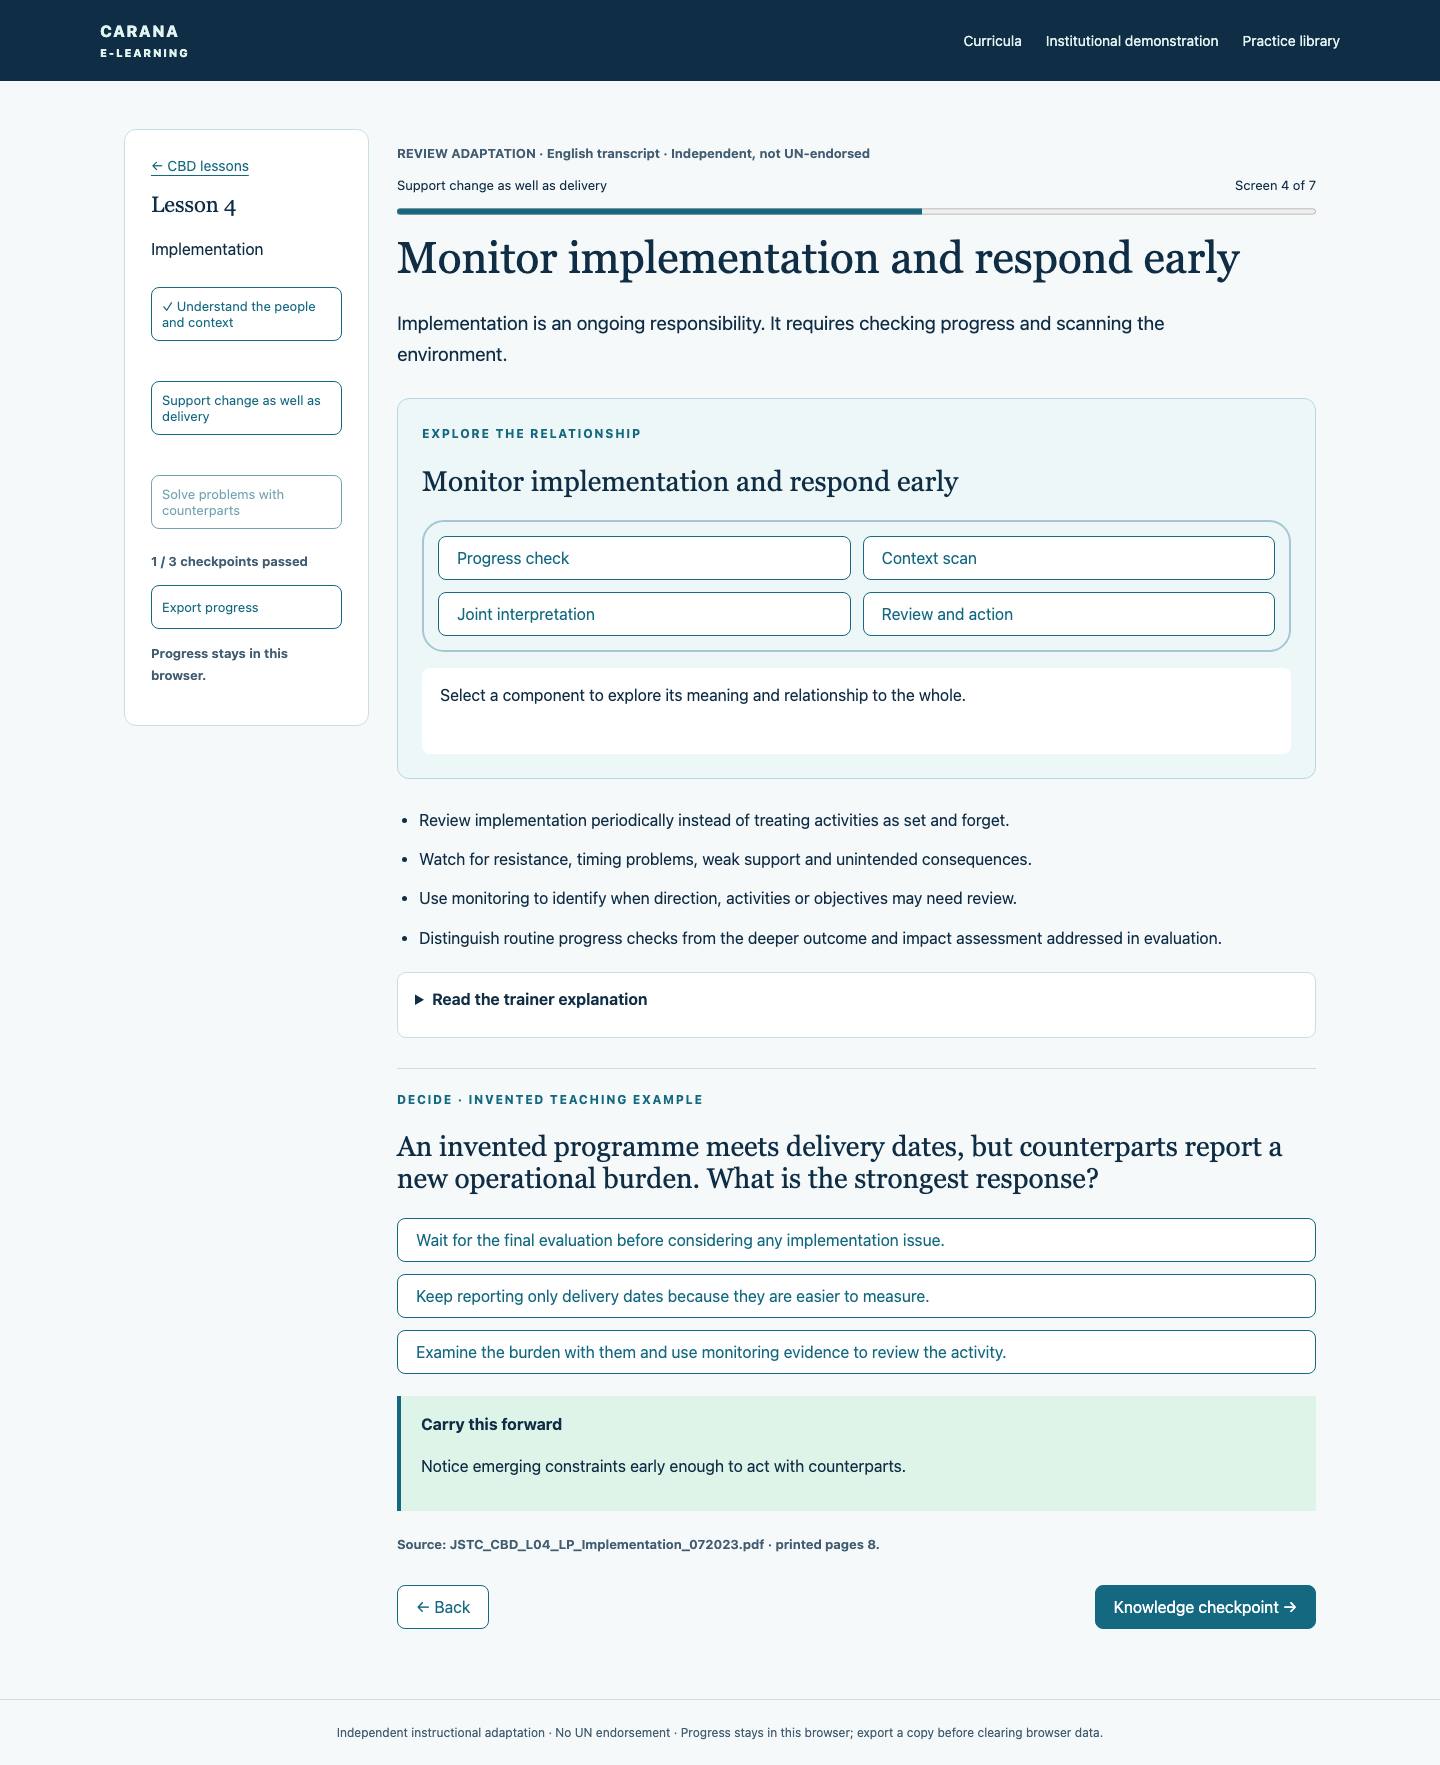 CARANA
E-LEARNING
Curricula
Institutional demonstration
Practice library
← CBD lessons
Lesson 4
Implementation
✓ Understand the people
and context
Support change as well as
delivery
Solve problems with
counterparts
1 / 3 checkpoints passed
Export progress
Progress stays in this
browser.
REVIEW ADAPTATION · English transcript · Independent, not UN-endorsed
Support change as well as delivery
Screen 4 of 7
Monitor implementation and respond early
Implementation is an ongoing responsibility. It requires checking progress and scanning the
environment.
EXPLORE THE RELATIONSHIP
Monitor implementation and respond early
Progress check
Context scan
Joint interpretation
Review and action
Select a component to explore its meaning and relationship to the whole.
• Review implementation periodically instead of treating activities as set and forget.
• Watch for resistance, timing problems, weak support and unintended consequences.
• Use monitoring to identify when direction, activities or objectives may need review.
• Distinguish routine progress checks from the deeper outcome and impact assessment addressed in evaluation.
▶ Read the trainer explanation
DECIDE · INVENTED TEACHING EXAMPLE
An invented programme meets delivery dates, but counterparts report a
new operational burden. What is the strongest response?
Wait for the final evaluation before considering any implementation issue.
Keep reporting only delivery dates because they are easier to measure.
Examine the burden with them and use monitoring evidence to review the activity.
Carry this forward
Notice emerging constraints early enough to act with counterparts.
Source: JSTC_CBD_L04_LP_Implementation_072023.pdf · printed pages 8.
← Back
Knowledge checkpoint →
Independent instructional adaptation · No UN endorsement · Progress stays in this browser; export a copy before clearing browser data.